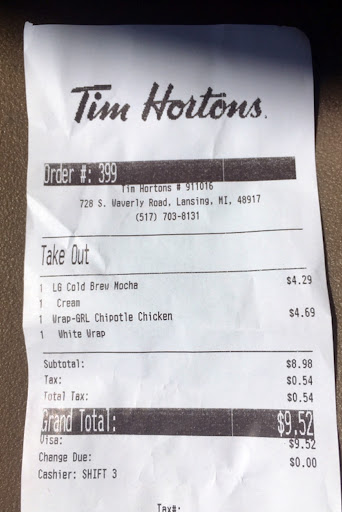 Tim Hortons.
Order #: 399
Tim Hortons # 911016
728 S. Waverly Road, Lansing, MI, 48917
(517) 703-8131
Take Out
1 LG Cold Brew Mocha $4.29
1 Cream
1 Wrap-GRL Chipotle Chicken $4.69
1 White Wrap
Subtotal: $8.98
Tax: $0.54
Total Tax: $0.54
Grand Total: $9.52
Visa: $9.52
Change Due: $0.00
Cashier: SHIFT 3
Tax#: